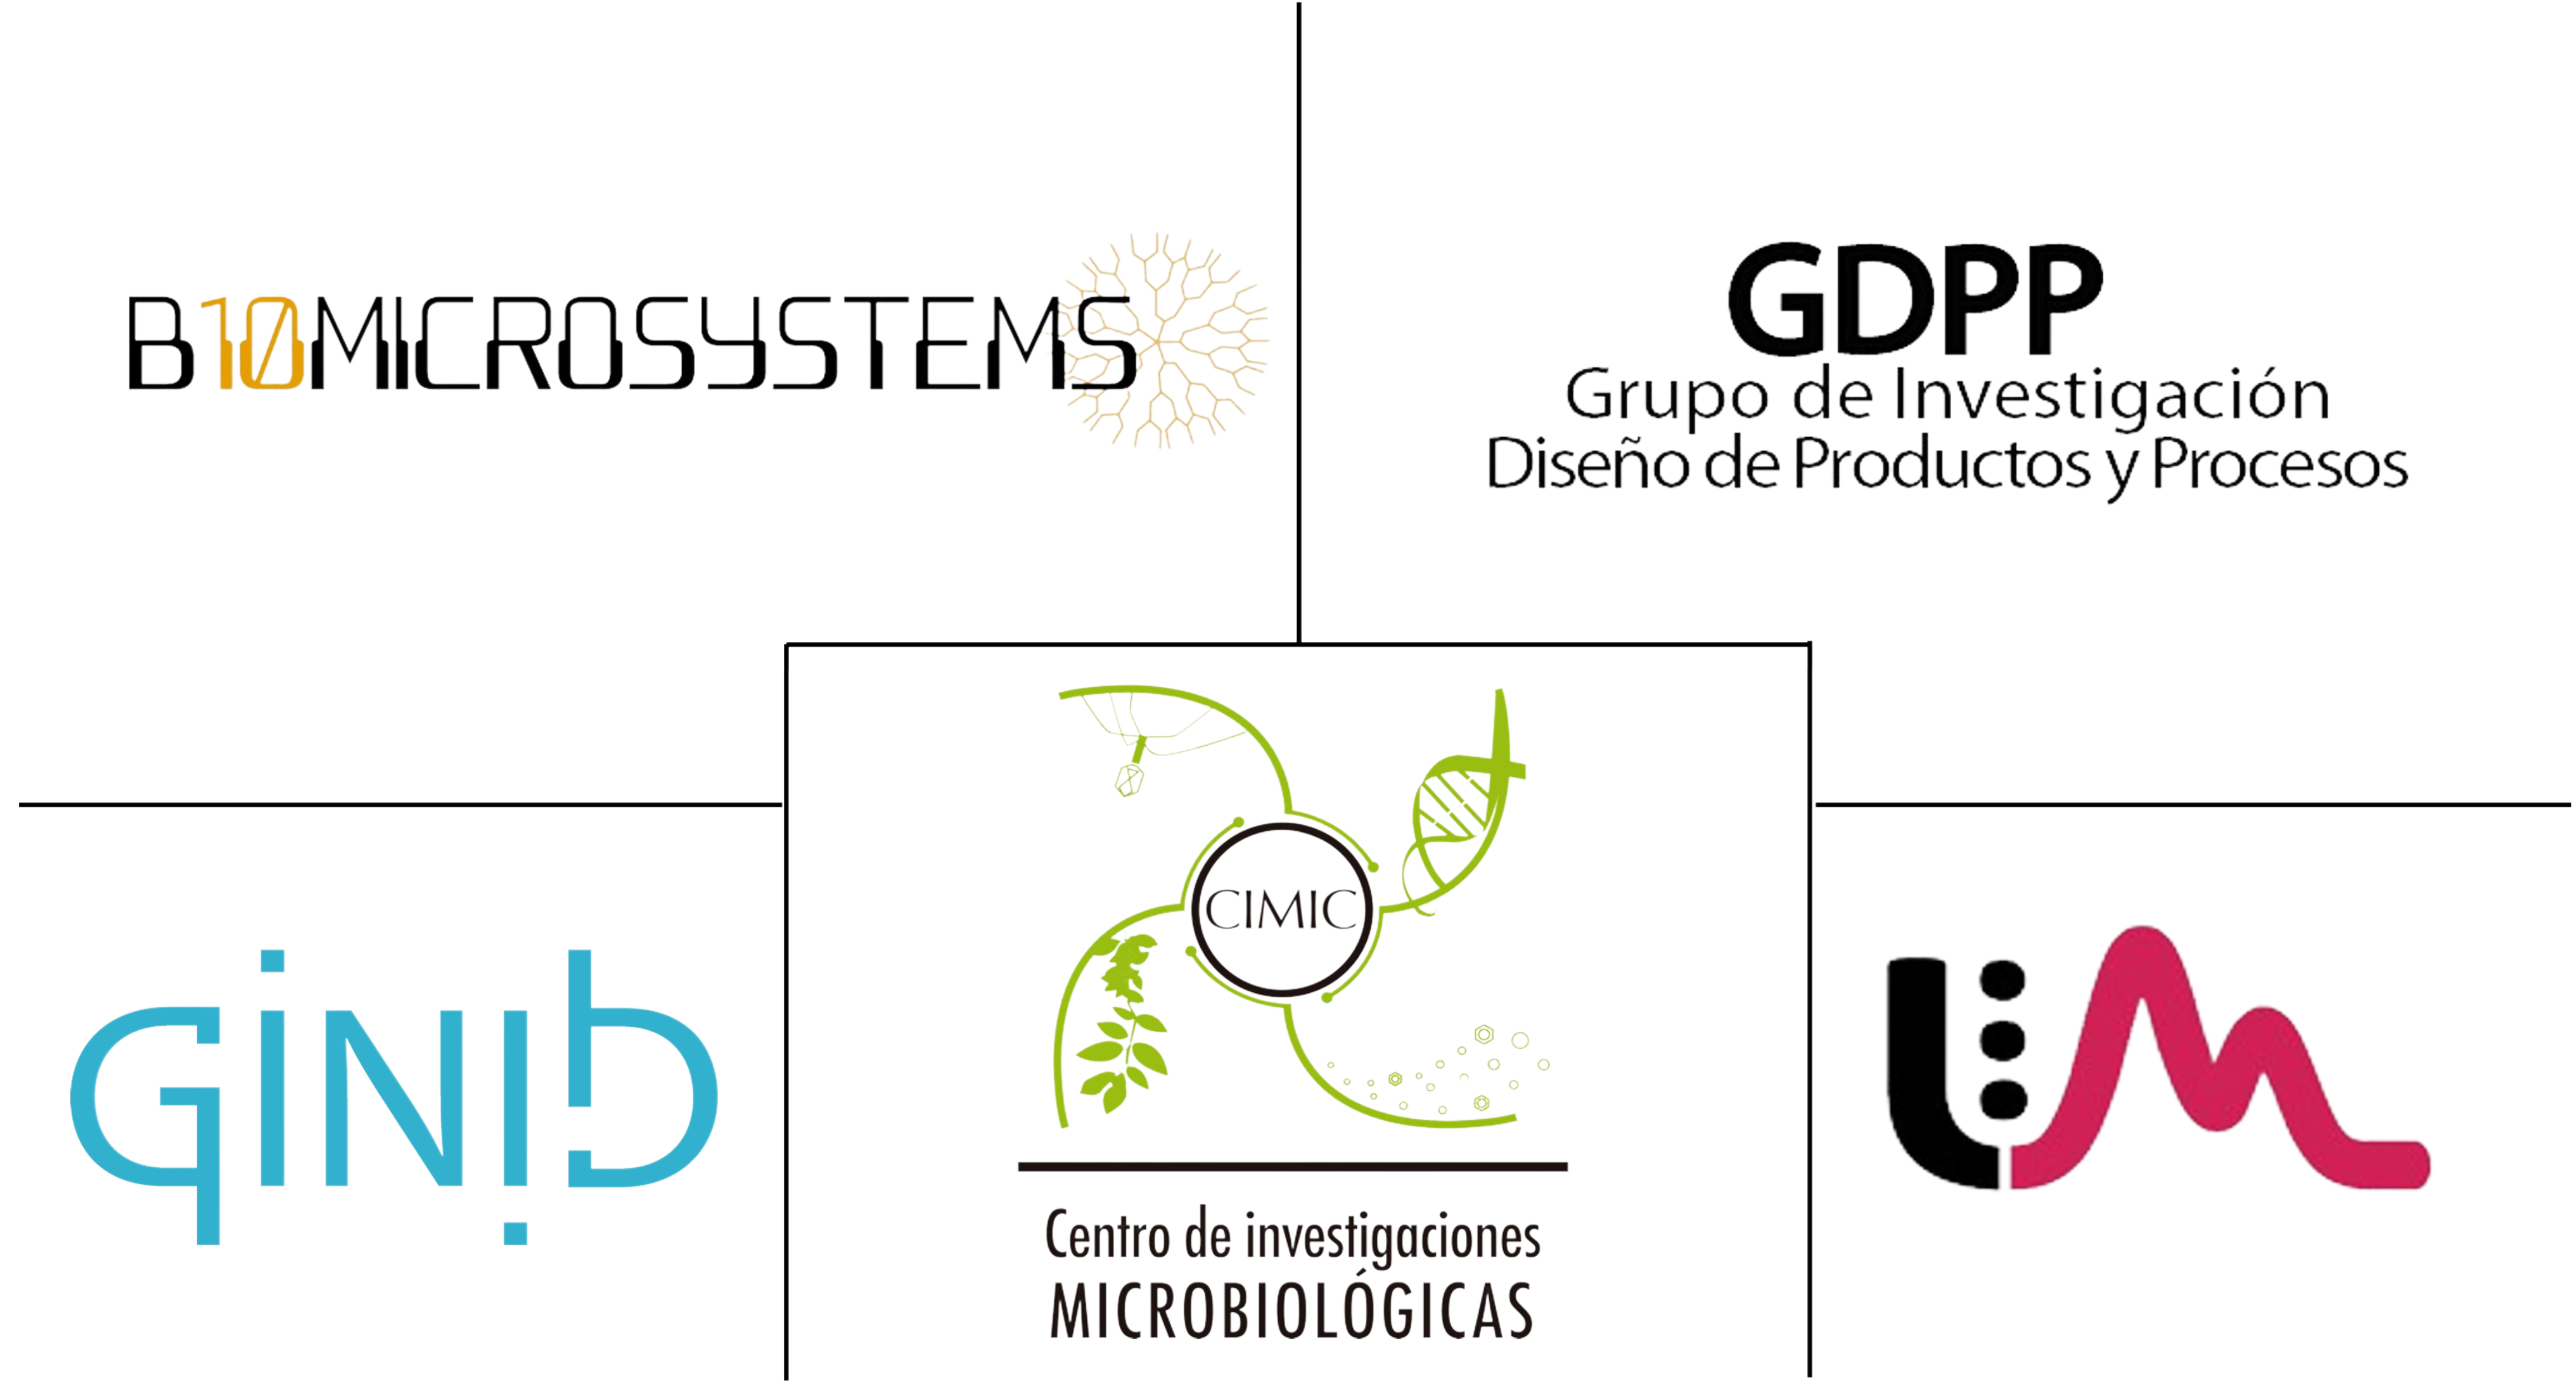 B10MICROSYSTEMS
GDPP
Grupo de Investigación
Diseño de Productos y Procesos
GINIB
CIMIC
Centro de investigaciones
MICROBIOLÓGICAS